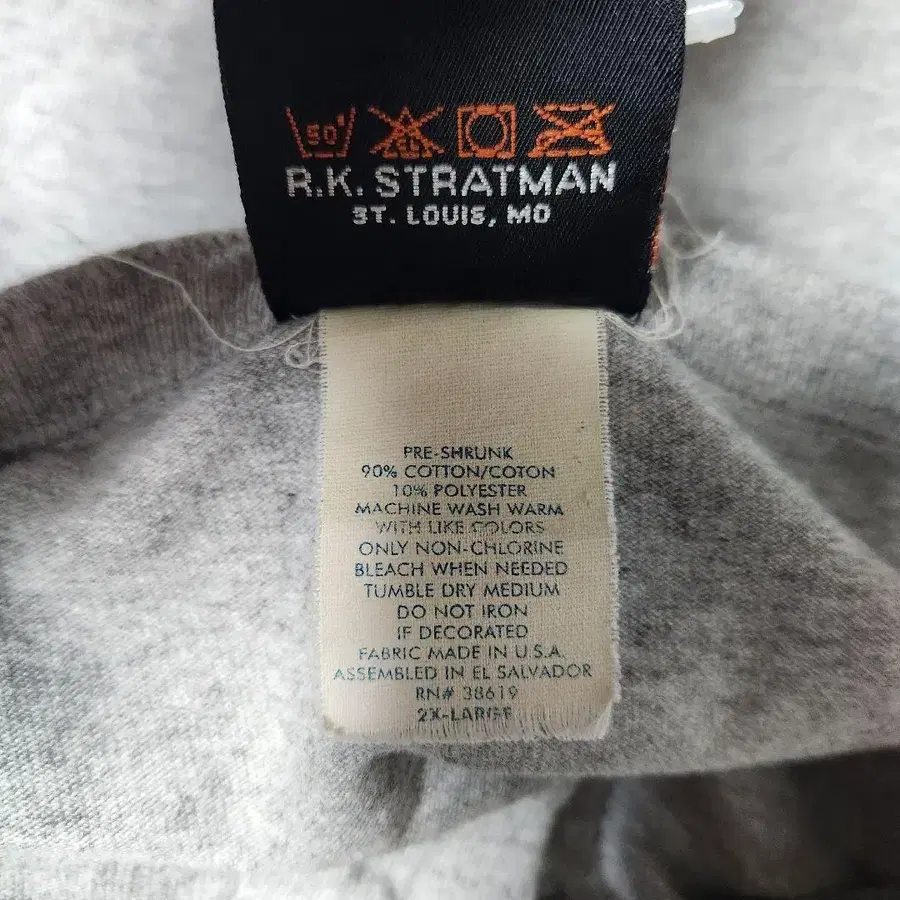 50°
CL
R.K. STRATMAN
ST. LOUIS, MO
PRE-SHRUNK
90% COTTON/COTON
10% POLYESTER
MACHINE WASH WARM
WITH LIKE COLORS
ONLY NON-CHLORINE
BLEACH WHEN NEEDED
TUMBLE DRY MEDIUM
DO NOT IRON
IF DECORATED
FABRIC MADE IN U.S.A.
ASSEMBLED IN EL SALVADOR
RN# 38619
2X-LARGE